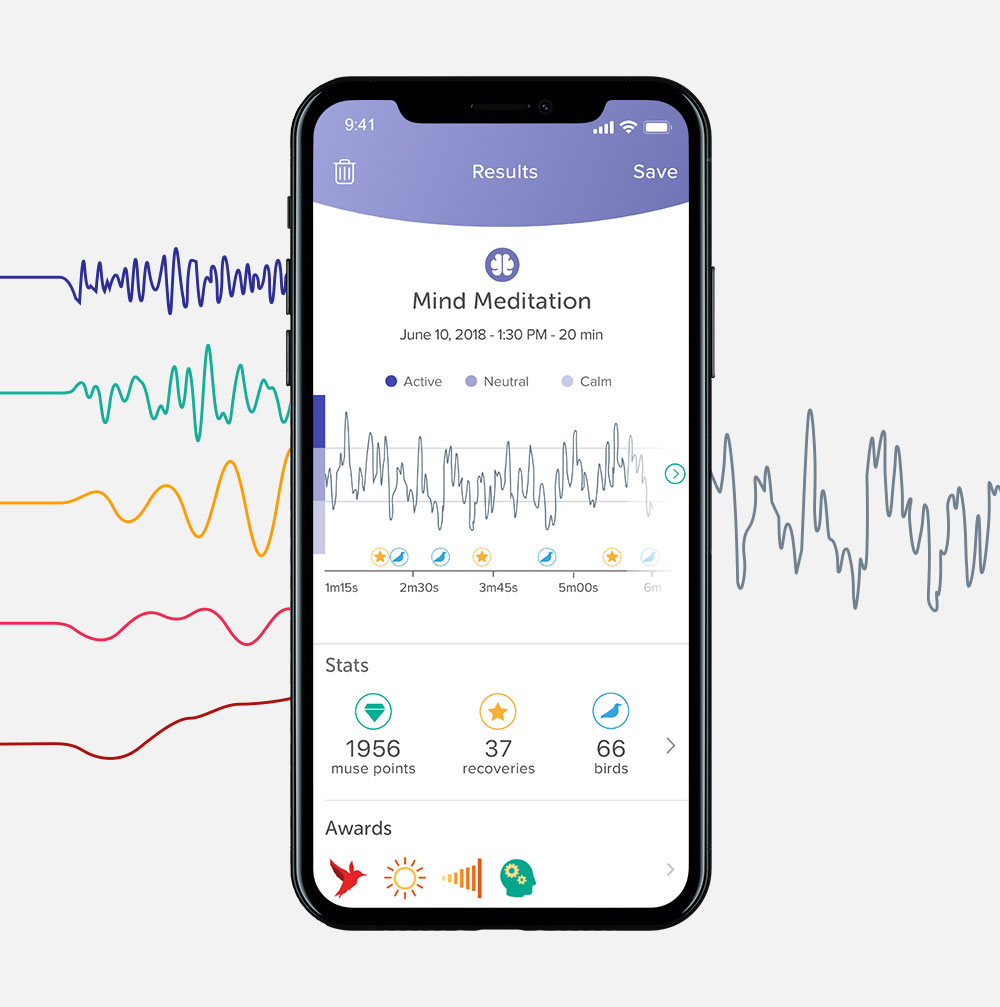 9:41
Results
Save
Mind Meditation
June 10, 2018 - 1:30 PM - 20 min
Active
Neutral
Calm
1m15s
2m30s
3m45s
5m00s
6m
Stats
1956
37
66
muse points
recoveries
birds
Awards